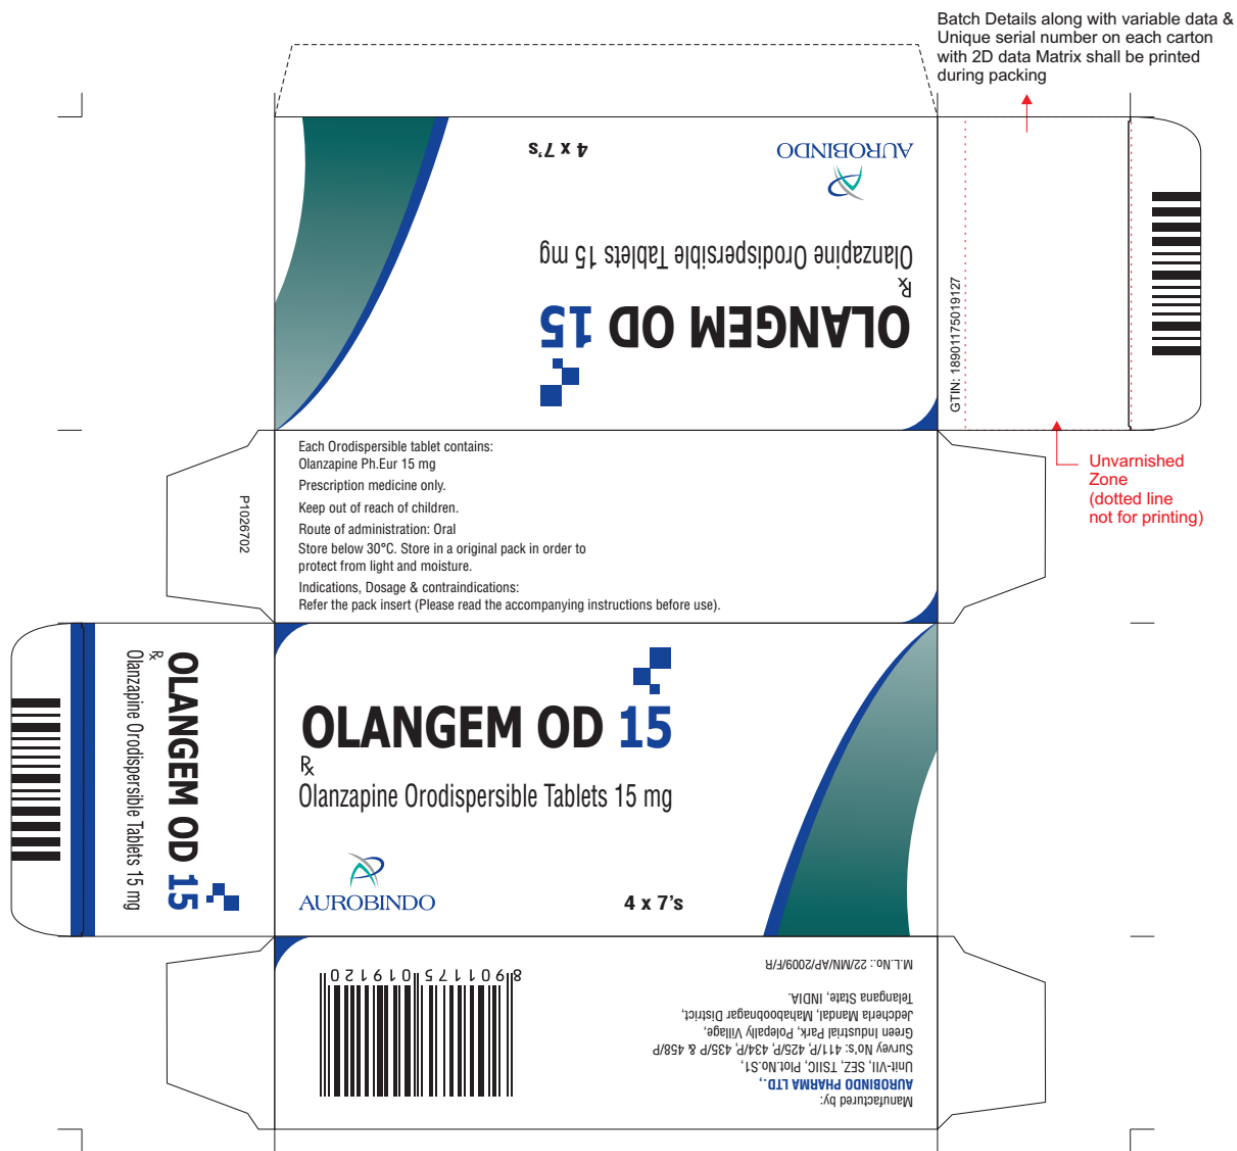 Batch Details along with variable data &
Unique serial number on each carton
with 2D data Matrix shall be printed
during packing
4 x 7's
AUROBINDO
Olanzapine Orodispersible Tablets 15 mg
Rx
OLANGEM OD 15
GTIN: 18901175019127
Unvarnished
Zone
(dotted line
not for printing)
P1026702
Each Orodispersible tablet contains:
Olanzapine Ph.Eur 15 mg
Prescription medicine only.
Keep out of reach of children.
Route of administration: Oral
Store below 30°C. Store in a original pack in order to
protect from light and moisture.
Indications, Dosage & contraindications:
Refer the pack insert (Please read the accompanying instructions before use).
OLANGEM OD 15
Rx
Olanzapine Orodispersible Tablets 15 mg
OLANGEM OD 15
Rx
Olanzapine Orodispersible Tablets 15 mg
AUROBINDO
4 x 7's
8901175019120
Manufactured by:
AUROBINDO PHARMA LTD.,
Unit-VII, SEZ, TSIIC, Plot.No.S1,
Survey No's: 411/P, 425/P, 434/P, 435/P & 458/P
Green Industrial Park, Polepally Village,
Jedcherla Mandal, Mahaboobnagar District,
Telangana State, INDIA.
M.L.No.: 22/MN/AP/2009/F/R